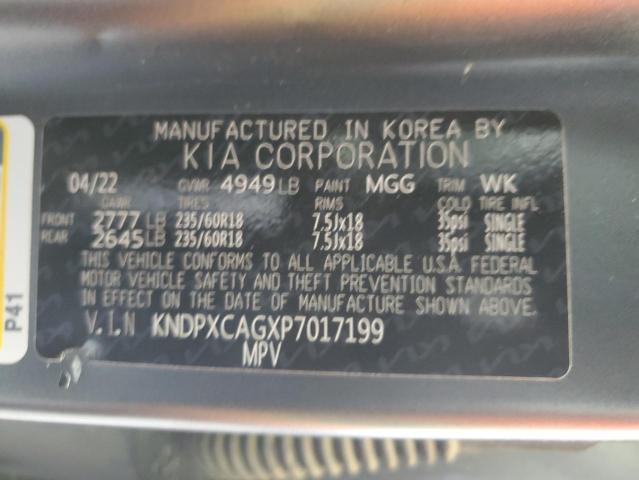 MANUFACTURED IN KOREA BY
KIA CORPORATION
04/22 GVWR 4949 LB PAINT MGG TRIM WK
GAWR TIRES RIMS COLD TIRE INFL
FRONT 2777 LB 235/60R18 7.5Jx18 35psi SINGLE
REAR 2645 LB 235/60R18 7.5Jx18 35psi SINGLE
THIS VEHICLE CONFORMS TO ALL APPLICABLE U.S.A. FEDERAL
MOTOR VEHICLE SAFETY AND THEFT PREVENTION STANDARDS
IN EFFECT ON THE DATE OF MANUFACTURE SHOWN ABOVE.
V.I.N KNDPXCAGXP7017199
MPV
P41